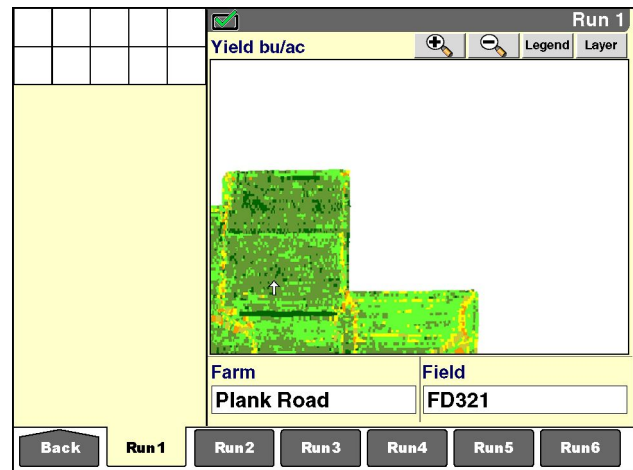 Run 1
Yield bu/ac
Legend Layer
Farm Field
Plank Road FD321
Back Run1 Run2 Run3 Run4 Run5 Run6